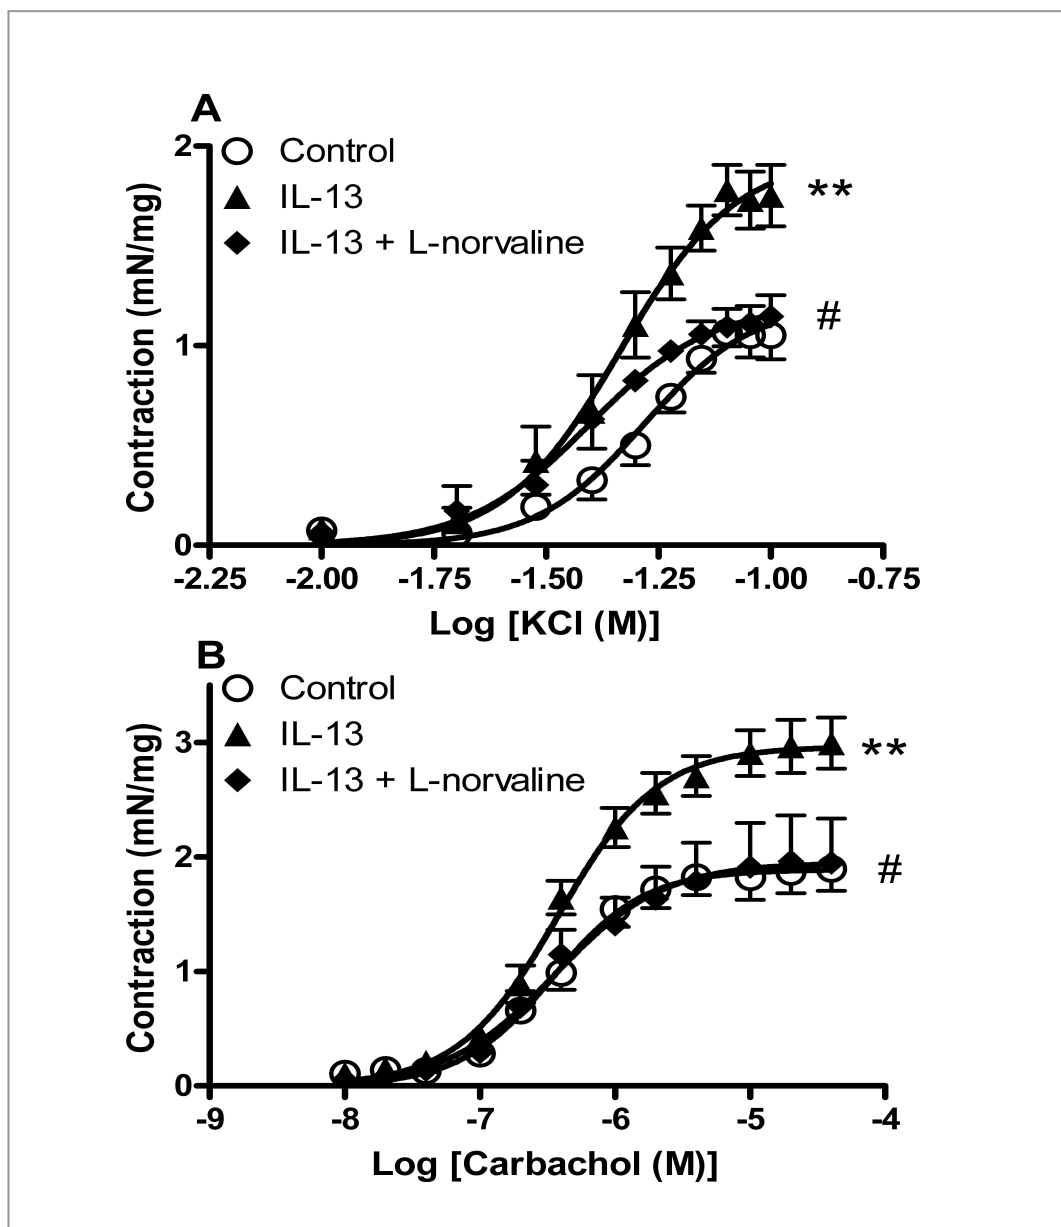 A
Control
IL-13
IL-13 + L-norvaline
2
1
0
**
#
Contraction (mN/mg)
-2.25 -2.00 -1.75 -1.50 -1.25 -1.00 -0.75
Log [KCl (M)]
B
Control
IL-13
IL-13 + L-norvaline
3
2
1
0
**
#
Contraction (mN/mg)
-9 -8 -7 -6 -5 -4
Log [Carbachol (M)]